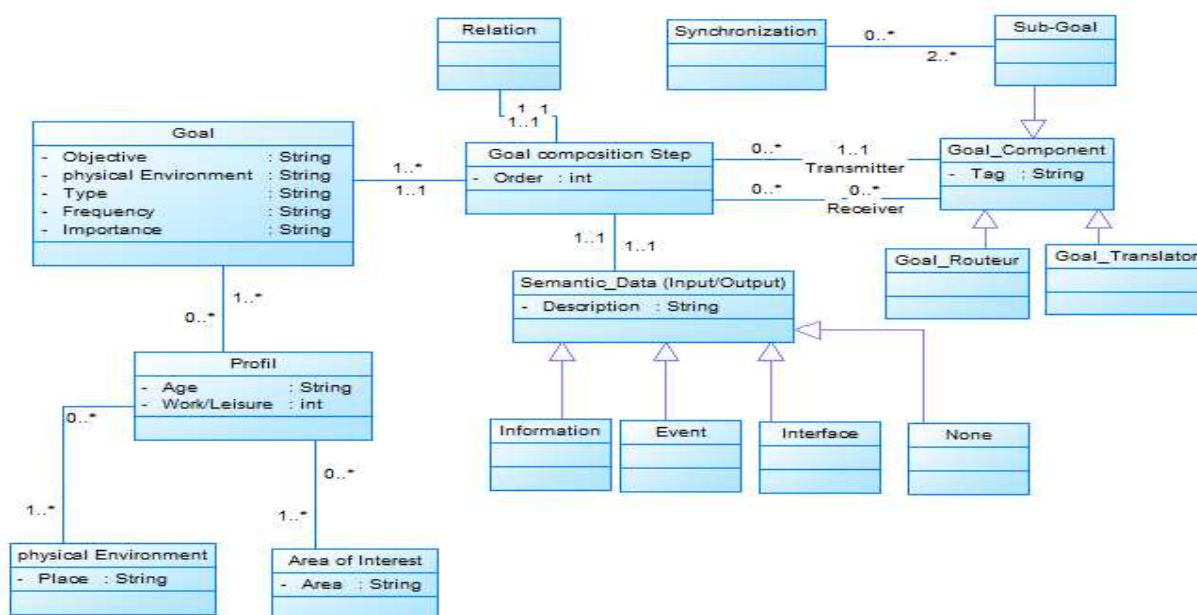 Relation
Synchronization
0..*
2..*
Sub-Goal
1..1
1..1
Goal
- Objective : String
- physical Environment : String
- Type : String
- Frequency : String
- Importance : String
1..*
1..1
Goal composition Step
- Order : int
0..*
1..1
Transmitter
0..*
0..*
Receiver
Goal_Component
- Tag : String
1..1
1..1
Goal_Routeur
Goal_Translator
Semantic_Data (Input/Output)
- Description : String
1..*
0..*
Profil
- Age : String
- Work/Leisure : int
0..*
0..*
1..*
1..*
Information
Event
Interface
None
physical Environment
- Place : String
Area of Interest
- Area : String